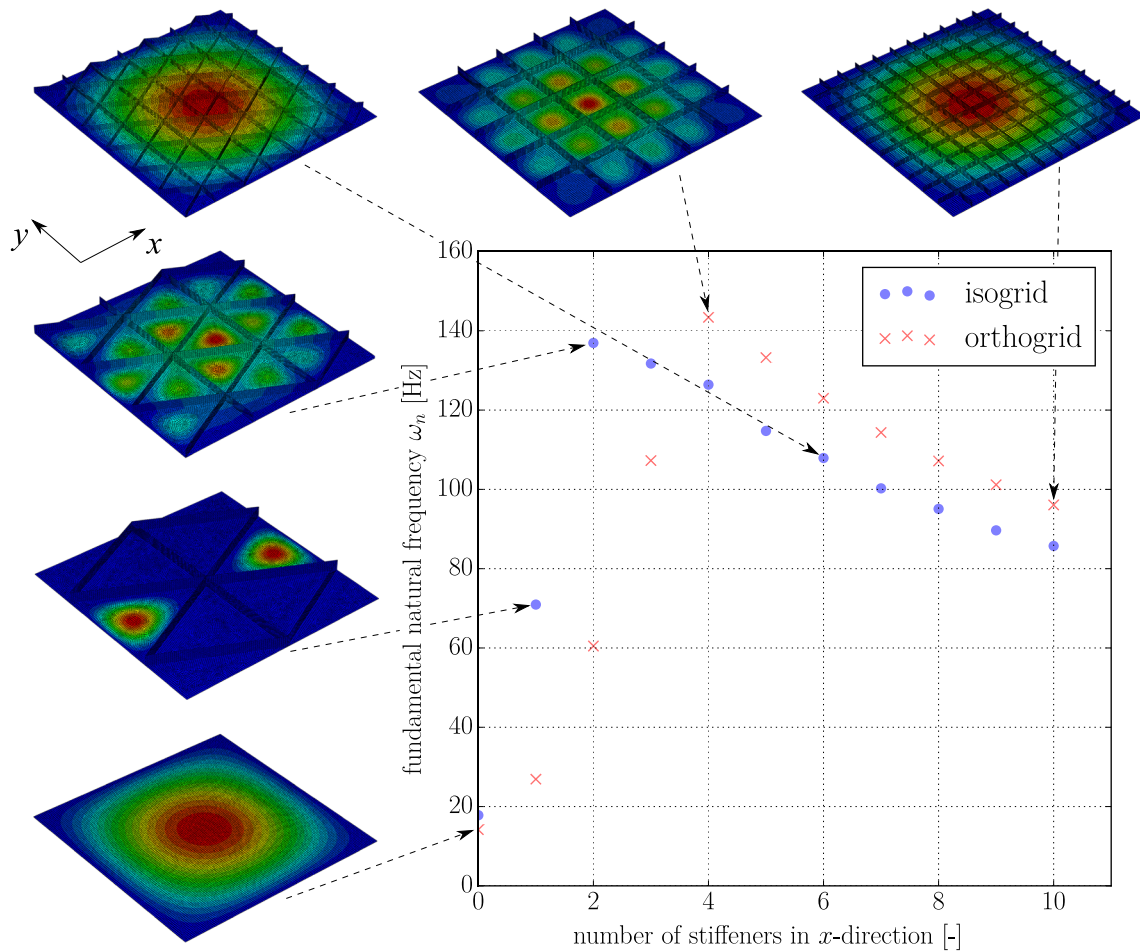 y
x
160
140
120
100
80
60
40
20
0
fundamental natural frequency ωn [Hz]
isogrid
orthogrid
0 2 4 6 8 10
number of stiffeners in x-direction [-]